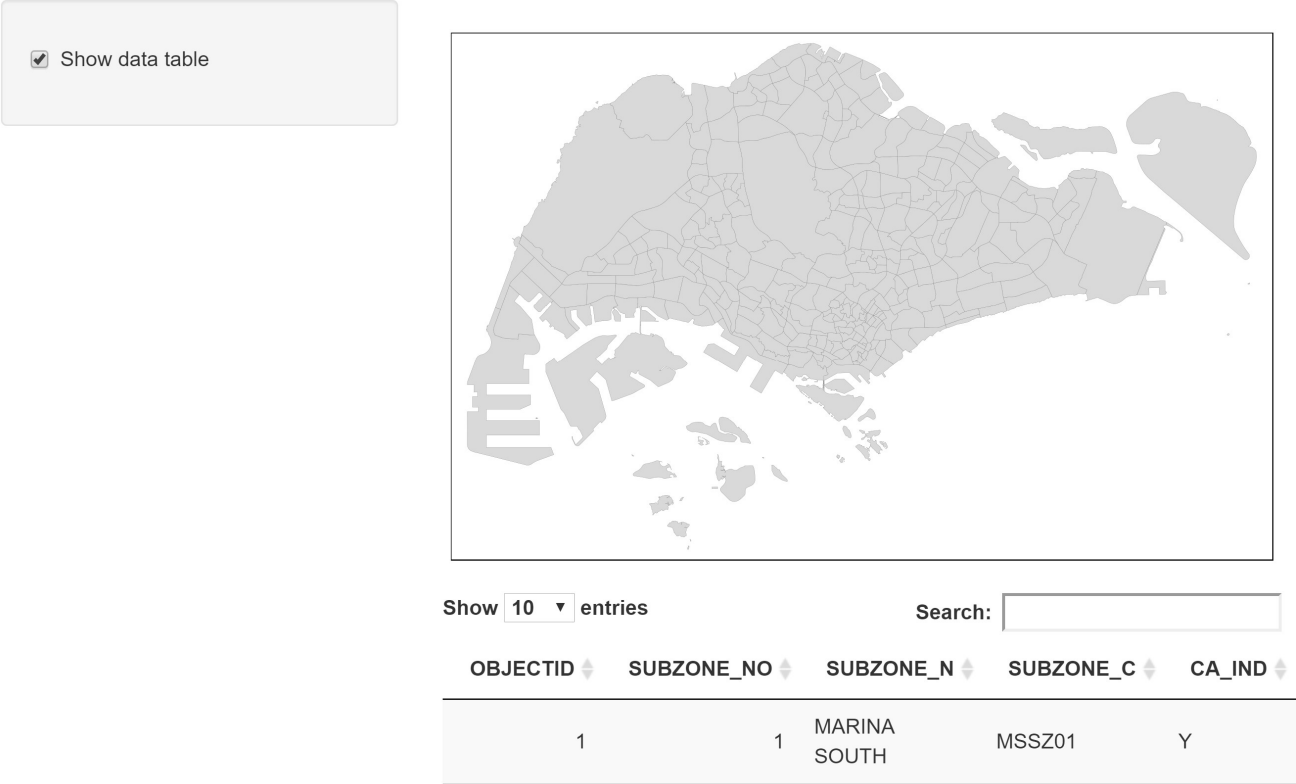 Show data table
Show 10 entries
Search:
OBJECTID SUBZONE_NO SUBZONE_N SUBZONE_C CA_IND
1 1 MARINA SOUTH MSSZ01 Y